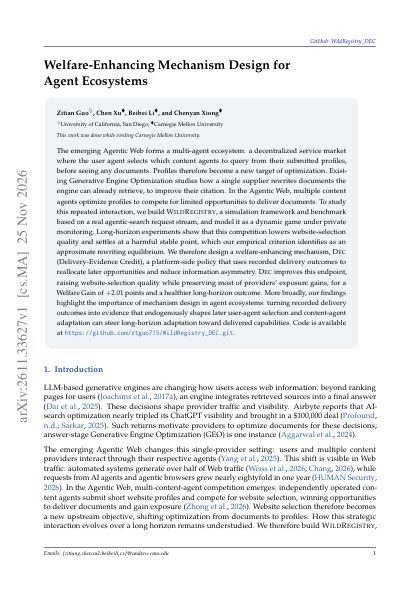 GitHub: WildRegistry_DEC
Welfare-Enhancing Mechanism Design for
Agent Ecosystems
Zitian Guo♢, Chen Xu♦, Beibei Li♦, and Chenyan Xiong♦
♢University of California, San Diego, ♦Carnegie Mellon University
This work was done while visiting Carnegie Mellon University.
The emerging Agentic Web forms a multi-agent ecosystem: a decentralized service market
where the user agent selects which content agents to query from their submitted profiles,
before seeing any documents. Profiles therefore become a new target of optimization. Exist-
ing Generative Engine Optimization studies how a single supplier rewrites documents the
engine can already retrieve, to improve their citation. In the Agentic Web, multiple content
agents optimize profiles to compete for limited opportunities to deliver documents. To
study this repeated interaction, we build WildRegistry, a simulation framework and benchmark
based on a real agentic-search request stream, and model it as a dynamic game under private
monitoring. Long-horizon experiments show that this competition lowers website-selection
quality and settles at a harmful stable point, which our empirical criterion identifies as an
approximate rewriting equilibrium. We therefore design a welfare-enhancing mechanism, Dec
(Delivery-Evidence Credit), a platform-side policy that uses recorded delivery outcomes to
reallocate later opportunities and reduce information asymmetry. Dec improves this endpoint,
raising website-selection quality while preserving most of providers' exposure gains, for
a Welfare Gain of +2.01 points and a healthier long-horizon outcome. More broadly, our findings
highlight the importance of mechanism design in agent ecosystems: turning recorded delivery
outcomes into evidence that endogenously shapes later user-agent selection and content-agent
adaptation can steer long-horizon adaptation toward delivered capabilities. Code is available
at https://github.com/ztguo715/WildRegistry_DEC.git.
arXiv:2611.33627v1 [cs.MA] 25 Nov 2026
1. Introduction
LLM-based generative engines are changing how users access web information: beyond ranking
pages for users (Joachims et al., 2017a), an engine integrates retrieved sources into a final answer
(Dai et al., 2025). These decisions shape provider traffic and visibility. Airbyte reports that AI-
search optimization nearly tripled its ChatGPT visibility and brought in a $100,000 deal (Profound,
n.d., Sarkar, 2025). Such returns motivate providers to optimize documents for these decisions;
answer-stage Generative Engine Optimization (GEO) is one instance (Aggarwal et al., 2024).
The emerging Agentic Web changes this single-provider setting: users and multiple content
providers interact through their respective agents (Yang et al., 2025). This shift is visible in Web
traffic: automated systems generate over half of Web traffic (Weiss et al., 2026; Chang, 2026), while
requests from AI agents and agentic browsers grew nearly eightyfold in one year (HUMAN Security,
2026). In the Agentic Web, multi-content-agent competition emerges: independently operated con-
tent agents submit short website profiles and compete for website selection, winning opportunities
to deliver documents and gain exposure (Zhong et al., 2026). Website selection therefore becomes
a new upstream objective, shifting optimization from documents to profiles. How this strategic
interaction evolves over a long horizon remains understudied. We therefore build WildRegistry,
1